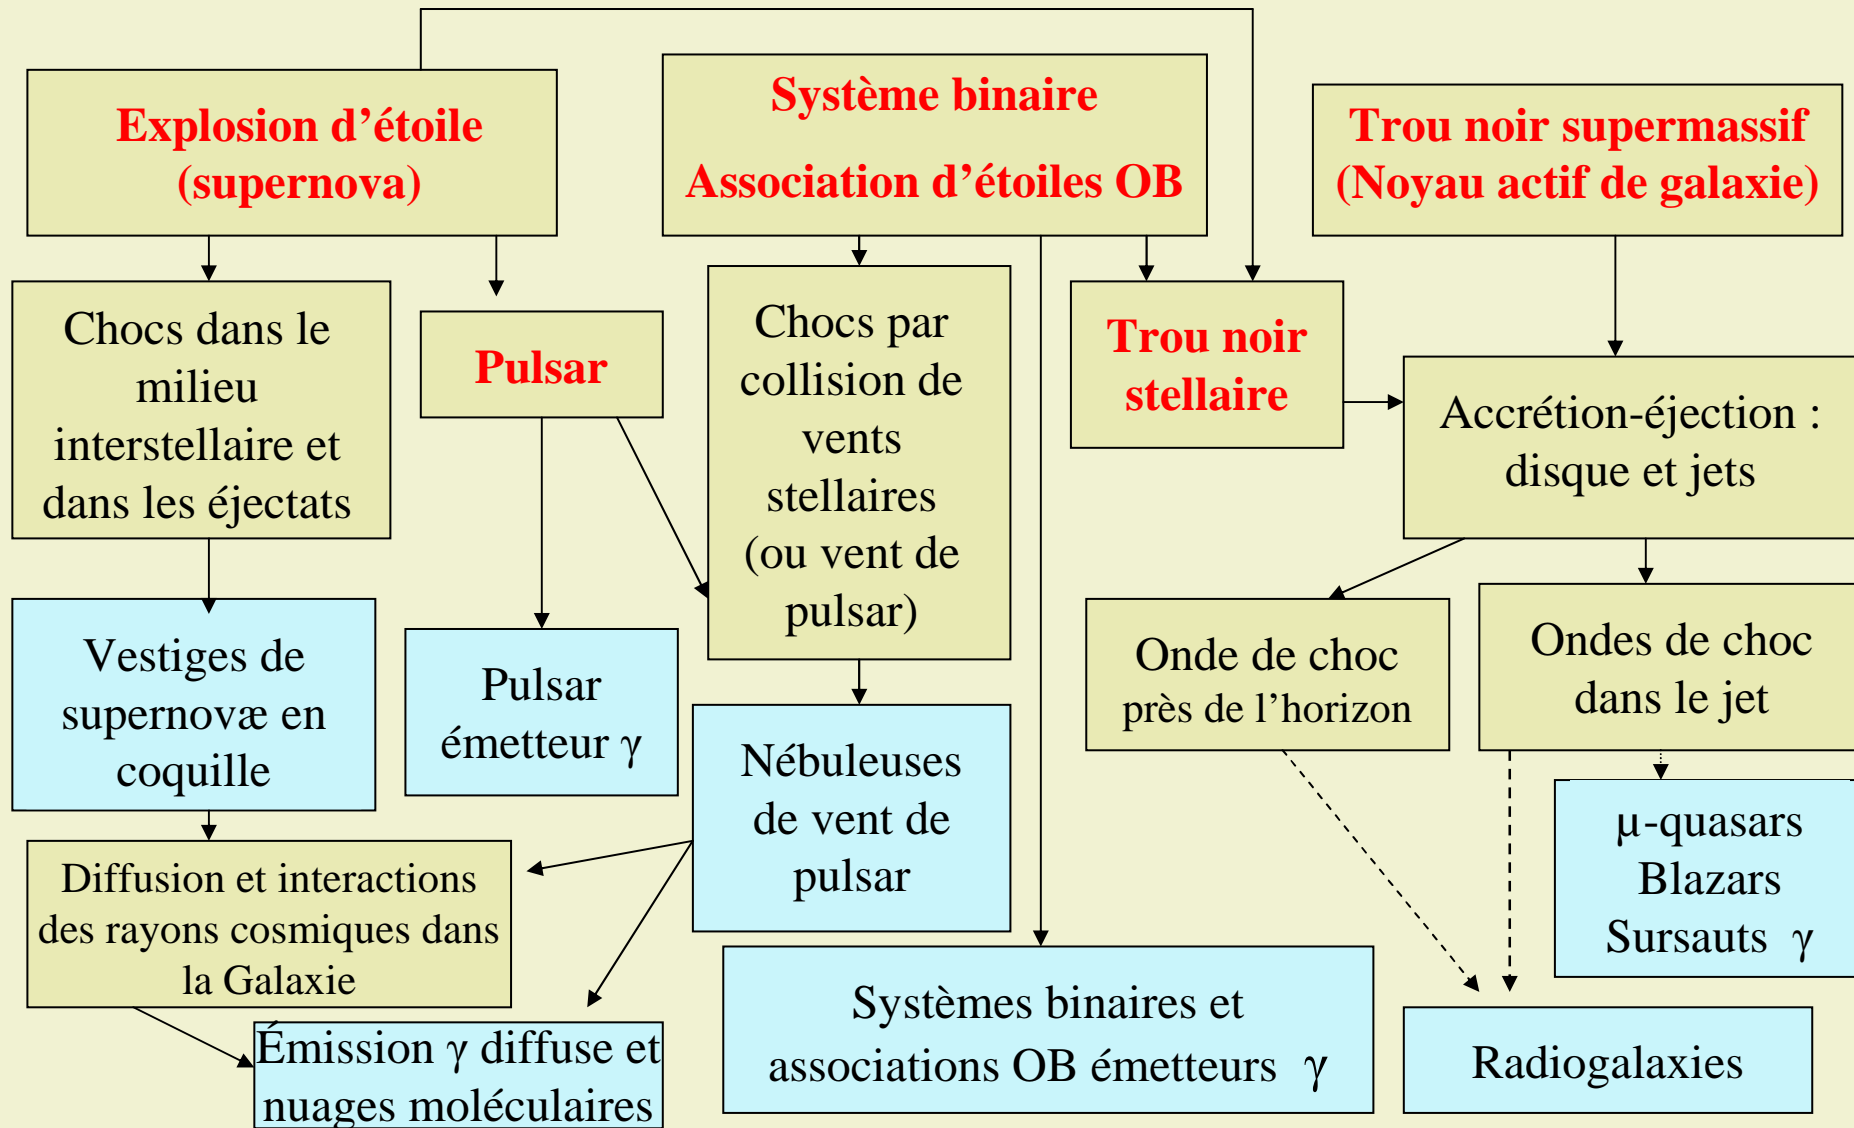 Explosion d’étoile
(supernova)
Système binaire
Association d’étoiles OB
Trou noir supermassif
(Noyau actif de galaxie)
Chocs dans le
milieu
interstellaire et
dans les éjectats
Pulsar
Chocs par
collision de
vents
stellaires
(ou vent de
pulsar)
Trou noir
stellaire
Accrétion-éjection :
disque et jets
Vestiges de
supernovæ en
coquille
Pulsar
émetteur γ
Nébuleuses
de vent de
pulsar
Onde de choc
près de l’horizon
Ondes de choc
dans le jet
µ-quasars
Blazars
Sursauts γ
Diffusion et interactions
des rayons cosmiques dans
la Galaxie
Émission γ diffuse et
nuages moléculaires
Systèmes binaires et
associations OB émetteurs γ
Radiogalaxies